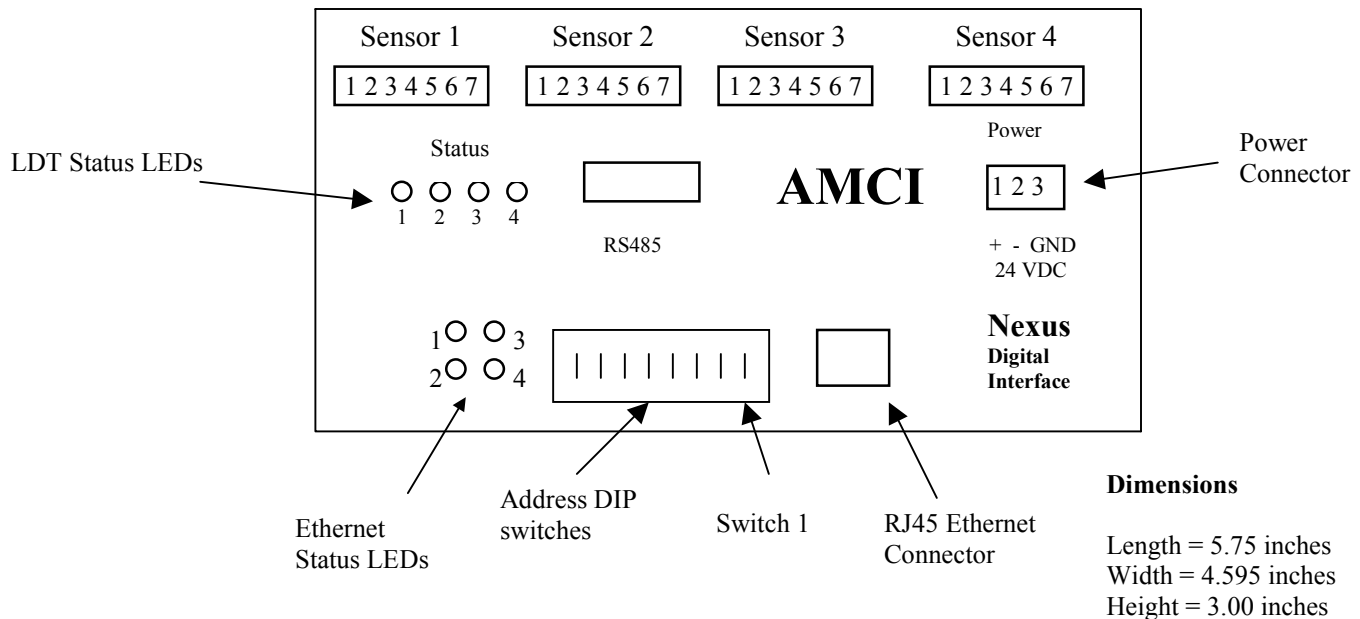 Sensor 1 Sensor 2 Sensor 3 Sensor 4
1 2 3 4 5 6 7 1 2 3 4 5 6 7 1 2 3 4 5 6 7 1 2 3 4 5 6 7
LDT Status LEDs
Status
1 2 3 4
RS485
AMCI
Power
1 2 3
+ - GND
24 VDC
Power
Connector
1 3
2 4
Nexus
Digital
Interface
Ethernet
Status LEDs
Address DIP
switches
Switch 1
RJ45 Ethernet
Connector
Dimensions
Length = 5.75 inches
Width = 4.595 inches
Height = 3.00 inches